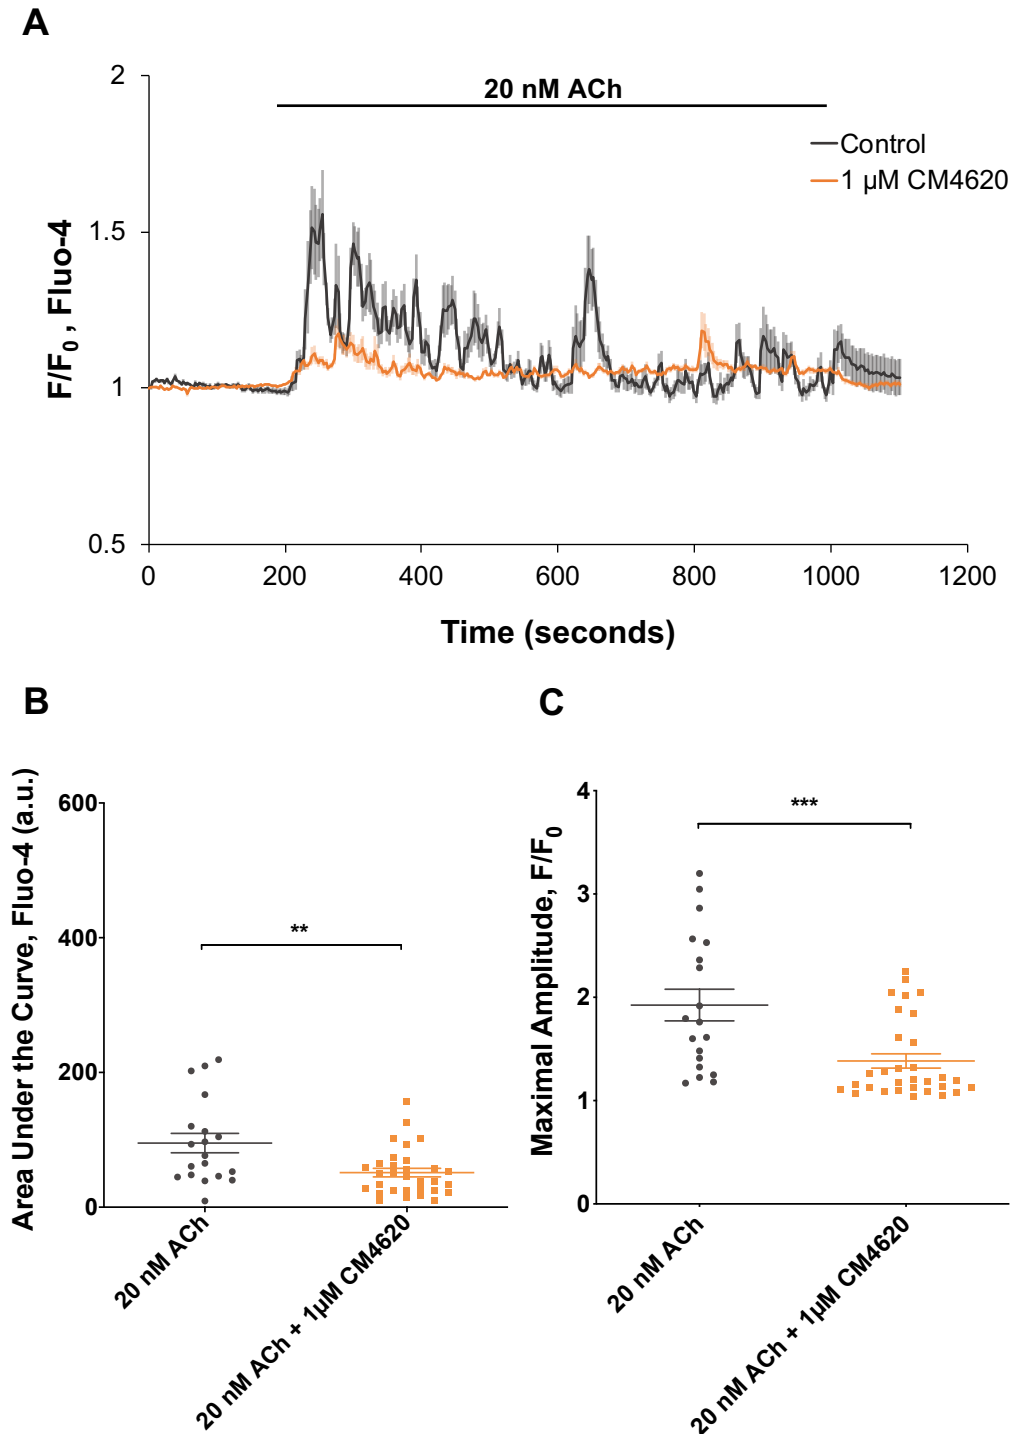 A
20 nM ACh
Control
1 µM CM4620
2
1.5
1
0.5
F/F0, Fluo-4
0
200
400
600
800
1000
1200
Time (seconds)
B
Area Under the Curve, Fluo-4 (a.u.)
600
400
200
0
**
20 nM ACh
20 nM ACh + 1µM CM4620
C
Maximal Amplitude, F/F0
4
3
2
1
0
***
20 nM ACh
20 nM ACh + 1µM CM4620